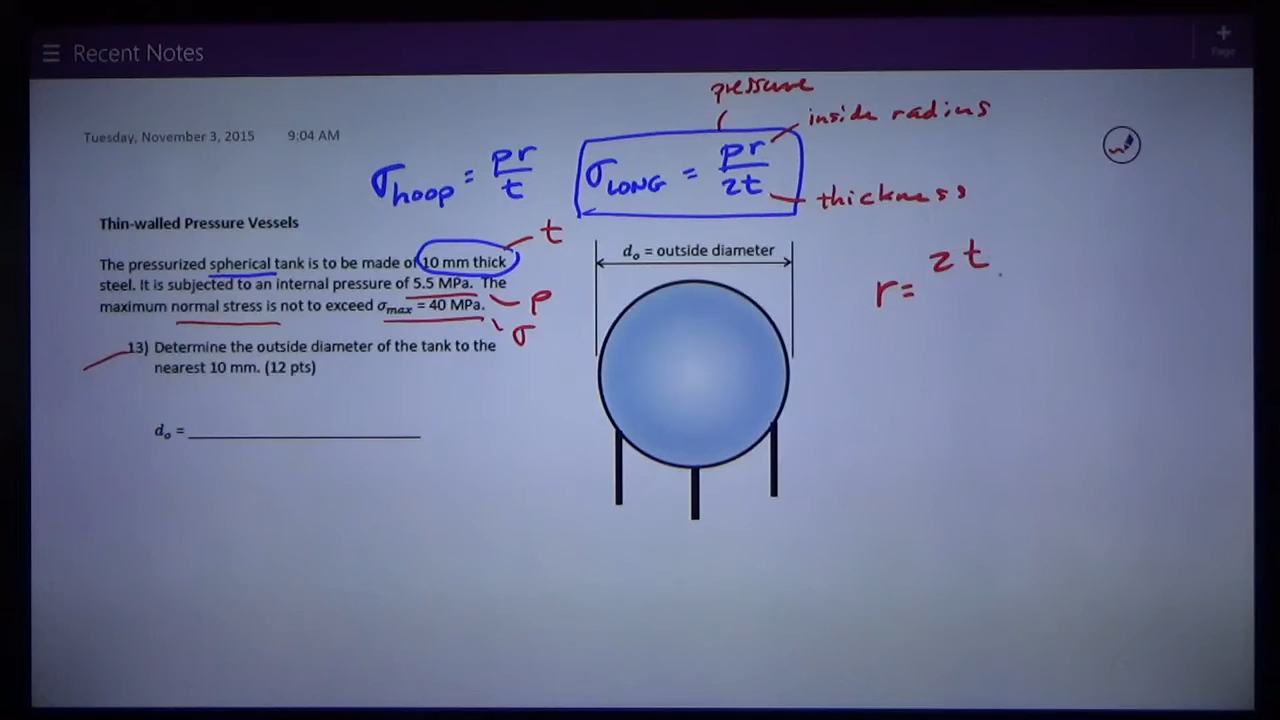 Recent Notes
+
Page
Tuesday, November 3, 2015 9:04 AM
pressure
inside radius
σhoop = pr/t
σLONG = pr/2t
thickness
Thin-walled Pressure Vessels
t
The pressurized spherical tank is to be made of 10 mm thick
steel. It is subjected to an internal pressure of 5.5 MPa. The
maximum normal stress is not to exceed σmax = 40 MPa.
p
σ
13) Determine the outside diameter of the tank to the
nearest 10 mm. (12 pts)
do =
do = outside diameter
r = 2t